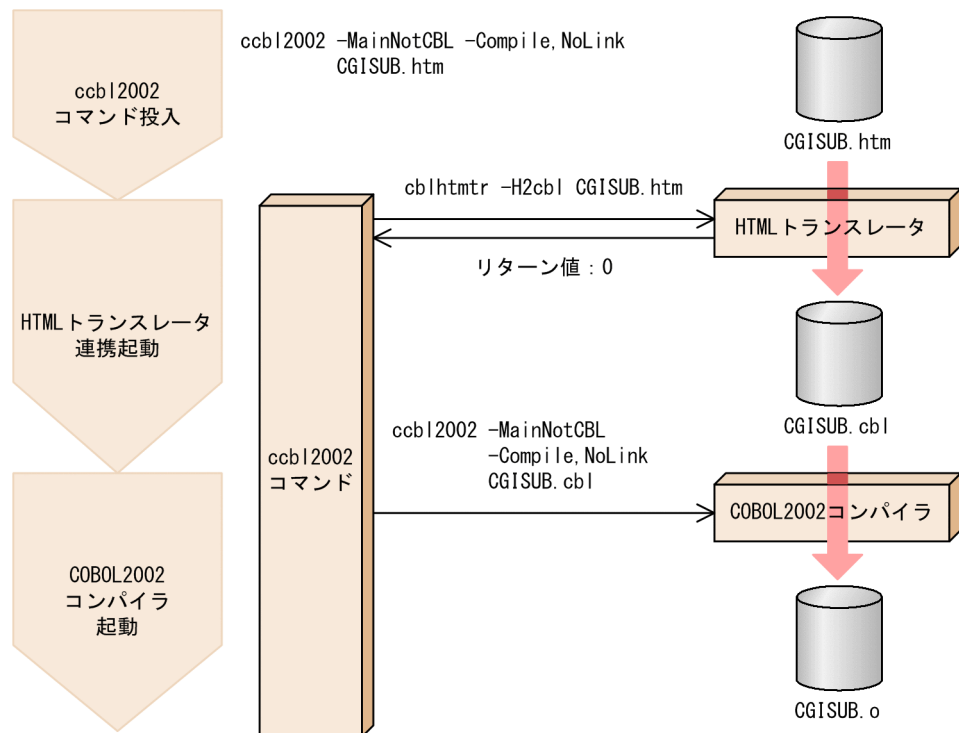 ccbl2002 -MainNotCBL -Compile,NoLink
CGISUB.htm
ccbl2002
コマンド投入
CGISUB.htm
cblhtmtr -H2cbl CGISUB.htm
HTMLトランスレータ
リターン値：0
HTMLトランスレータ
連携起動
CGISUB.cbl
ccbl2002 -MainNotCBL
-Compile,NoLink
CGISUB.cbl
ccbl2002
コマンド
COBOL2002コンパイラ
COBOL2002
コンパイラ
起動
CGISUB.o